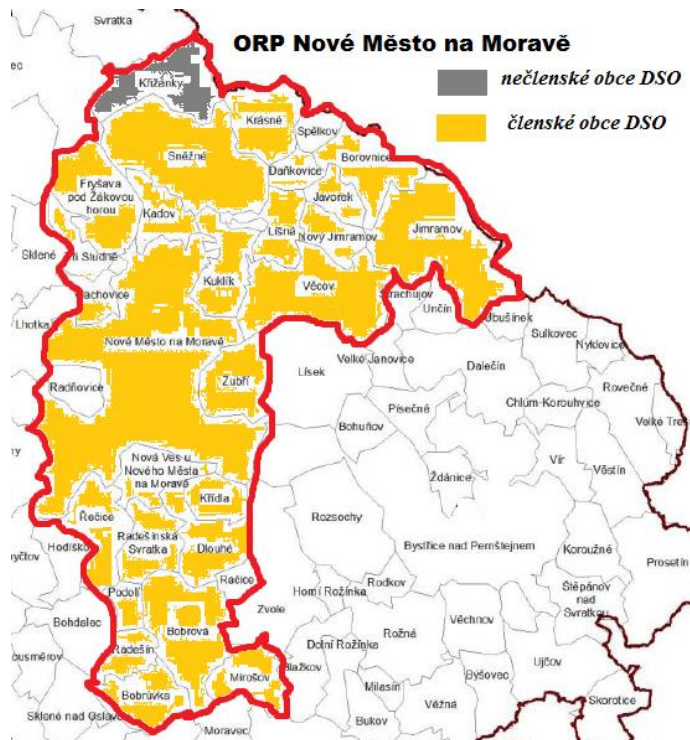 Svratka
ORP Nové Město na Moravě
nečlenské obce DSO
členské obce DSO
Křižánky
Krásné
Spělkov
Sněžné
Daňkovice
Borovnice
Fryšava
pod Žákovou
horou
Kadov
Javorek
Líšná
Nový Jimramov
Jimramov
Sklené
Tři Studně
Kuklík
Věcov
Strachujov
Unčín
Ubušínek
Lhotka
Sulkovec
Nyklovice
Nové Město na Moravě
Velké Janovice
Lísek
Dalečín
Radňovice
Zubří
Písečné
Chlum-Korouhvice
Rovečné
Bohuňov
Nová Ves u
Nového Města
na Moravě
Vír
Ždánice
Věstín
Křídla
Řečice
Rozsochy
Radešínská
Svratka
Dlouhé
Bystřice nad Pernštejnem
Koroužné
Prosetín
Račice
Podolí
Horní Rožínka
Rodkov
Štěpánov
nad
Svratkou
Bohdalec
Zvole
Bobrová
Věchnov
Radešín
Dolní Rožínka
Rožná
Mirošov
Blažkov
Ujčov
Bobrůvka
Milasín
Byšovec
Skorotice
Sklené nad Oslavou
Moravec
Bukov
Věžná